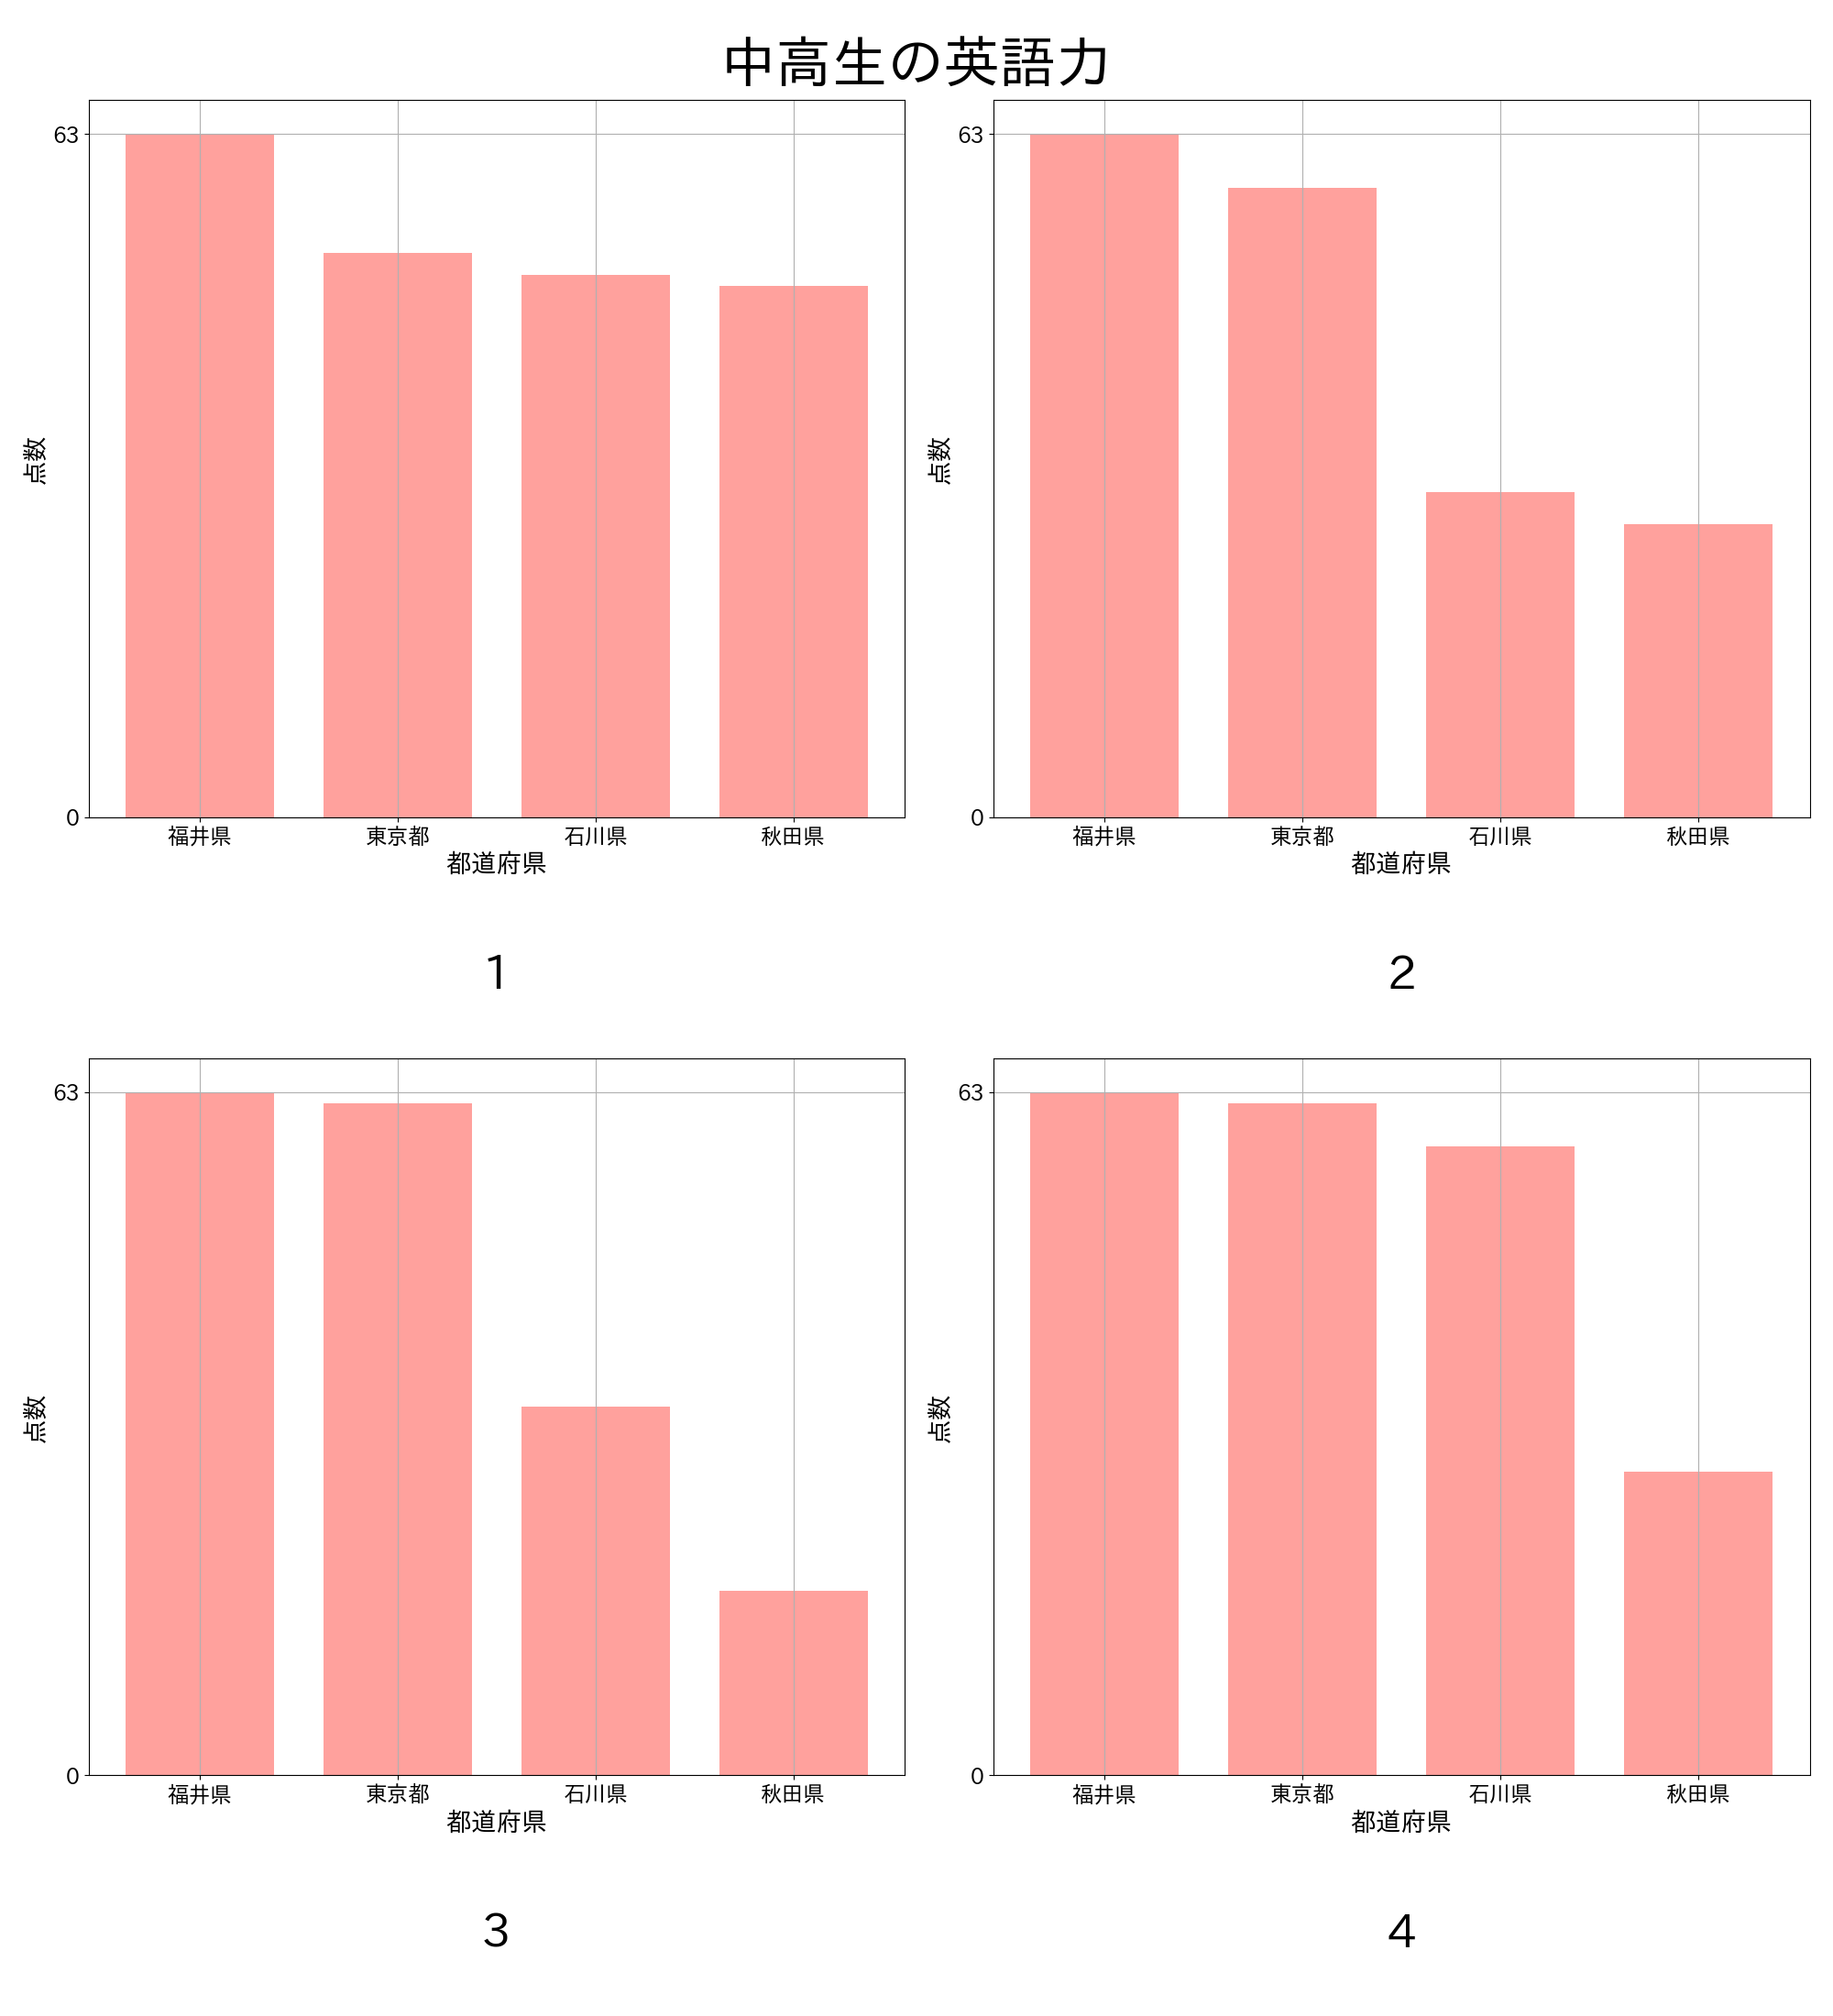 中高生の英語力
63
点数
0
福井県 東京都 石川県 秋田県
都道府県
1
63
点数
0
福井県 東京都 石川県 秋田県
都道府県
2
63
点数
0
福井県 東京都 石川県 秋田県
都道府県
3
63
点数
0
福井県 東京都 石川県 秋田県
都道府県
4